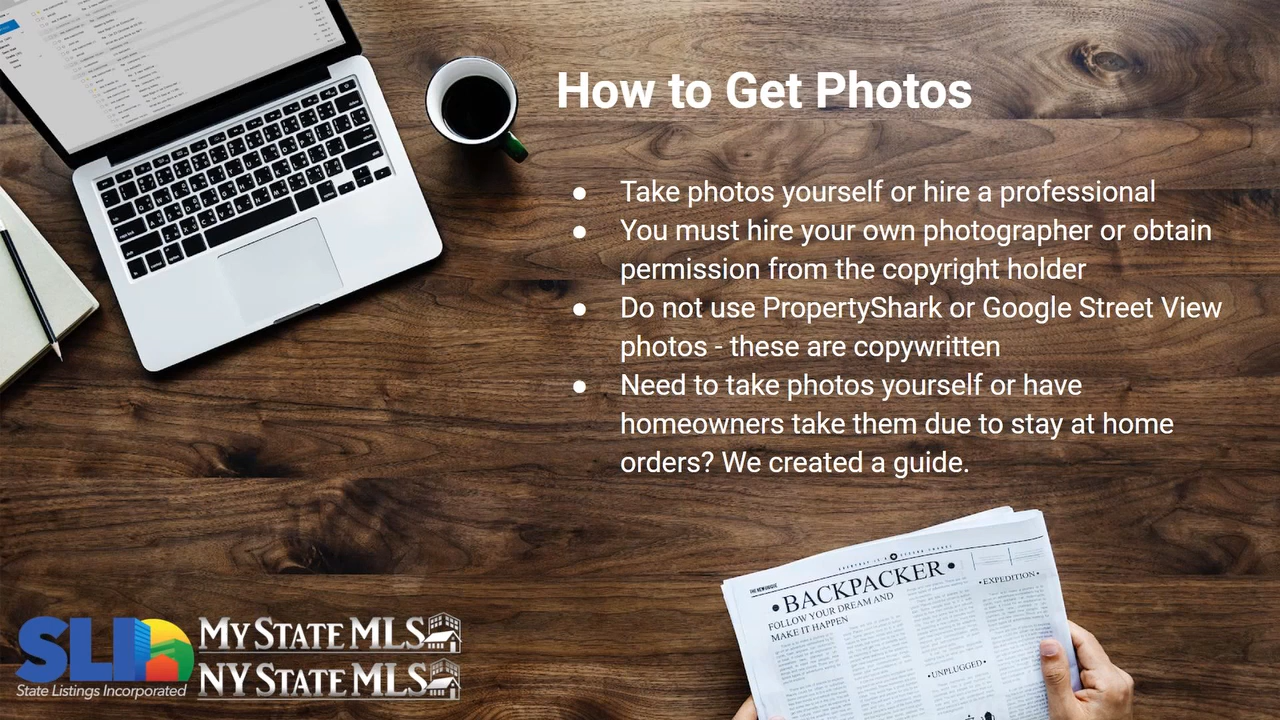 How to Get Photos
● Take photos yourself or hire a professional
● You must hire your own photographer or obtain
permission from the copyright holder
● Do not use PropertyShark or Google Street View
photos - these are copywritten
● Need to take photos yourself or have
homeowners take them due to stay at home
orders? We created a guide.
•BACKPACKER•
FOLLOW YOUR DREAM AND
MAKE IT HAPPEN
•EXPEDITION•
•UNPLUGGED•
SLI
State Listings Incorporated
MY STATE MLS
NY STATE MLS